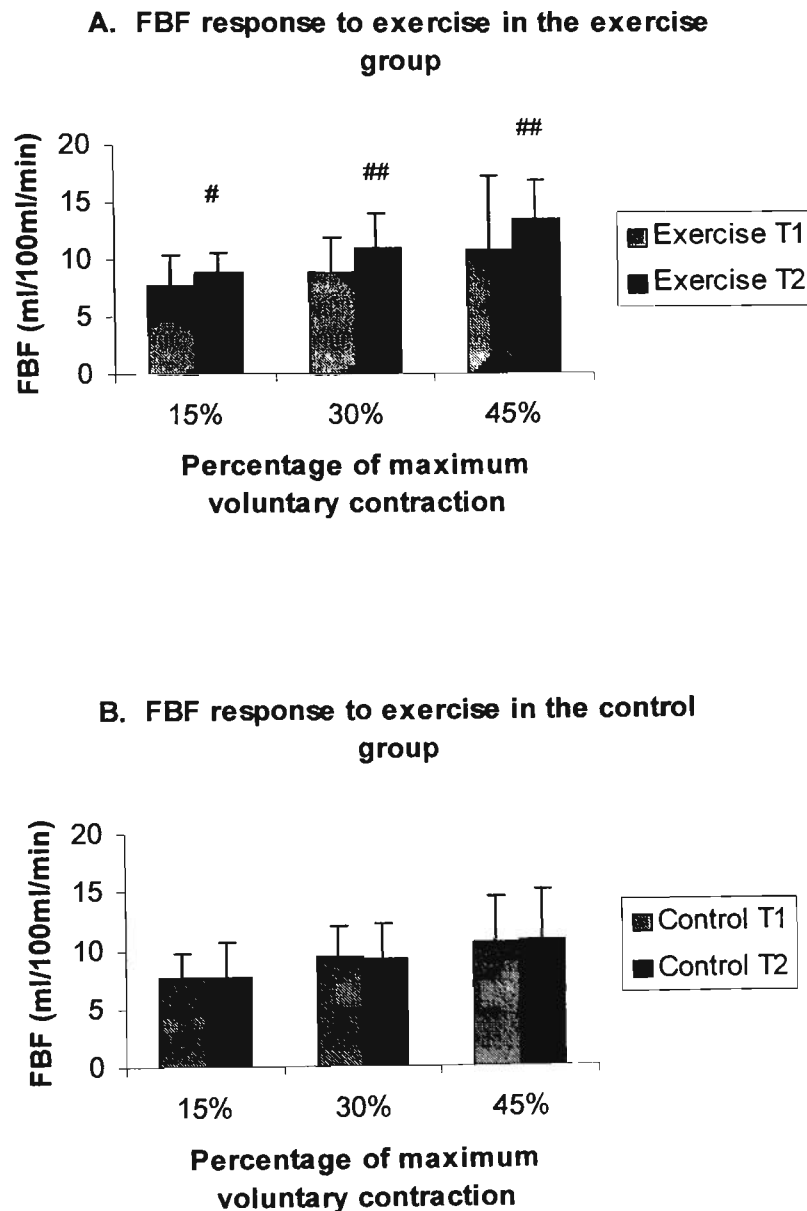 A. FBF response to exercise in the exercise
group
##
##
#
20
15
10
5
0
FBF (ml/100ml/min)
15%
30%
45%
Percentage of maximum
voluntary contraction
Exercise T1
Exercise T2
B. FBF response to exercise in the control
group
20
15
10
5
0
FBF (ml/100ml/min)
15%
30%
45%
Percentage of maximum
voluntary contraction
Control T1
Control T2